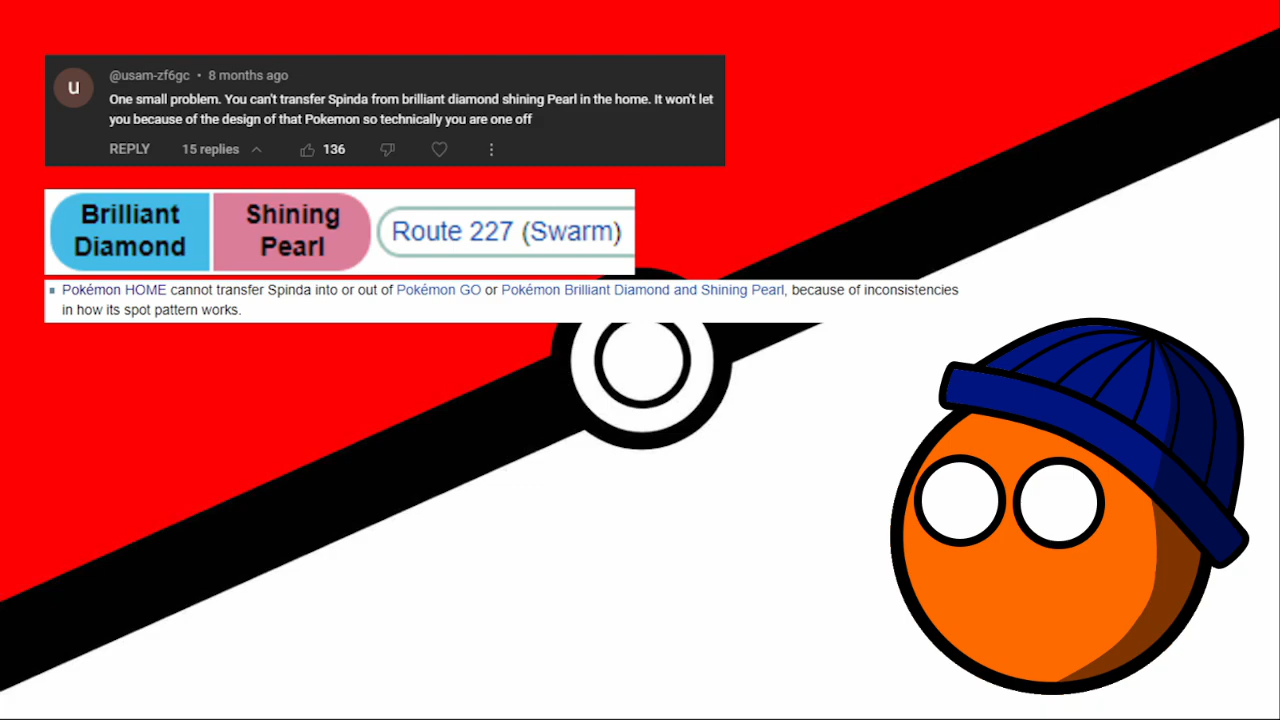 @usam-zf6gc • 8 months ago
One small problem. You can't transfer Spinda from brilliant diamond shining Pearl in the home. It won't let
you because of the design of that Pokemon so technically you are one off
REPLY 15 replies 136
u
Brilliant Diamond
Shining Pearl
Route 227 (Swarm)
Pokémon HOME cannot transfer Spinda into or out of Pokémon GO or Pokémon Brilliant Diamond and Shining Pearl, because of inconsistencies
in how its spot pattern works.